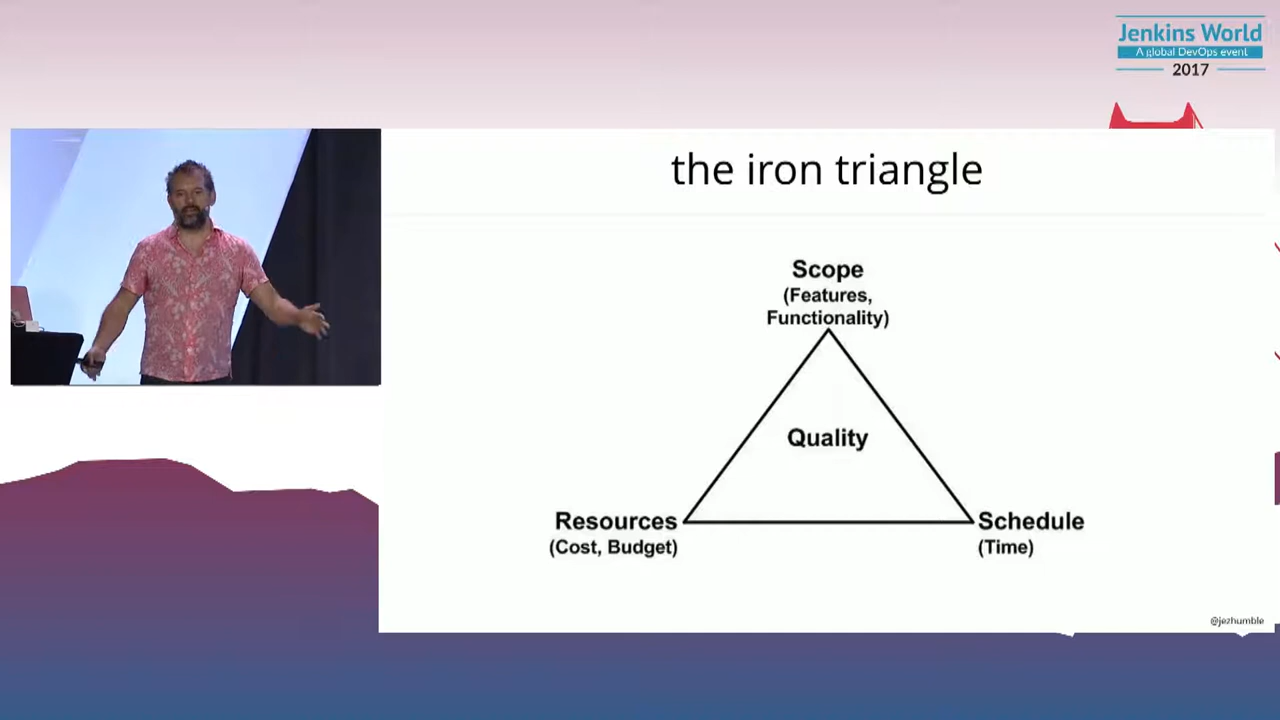 Jenkins World
A global DevOps event
2017
the iron triangle
Scope
(Features,
Functionality)
Quality
Resources
(Cost, Budget)
Schedule
(Time)
@jezhumble